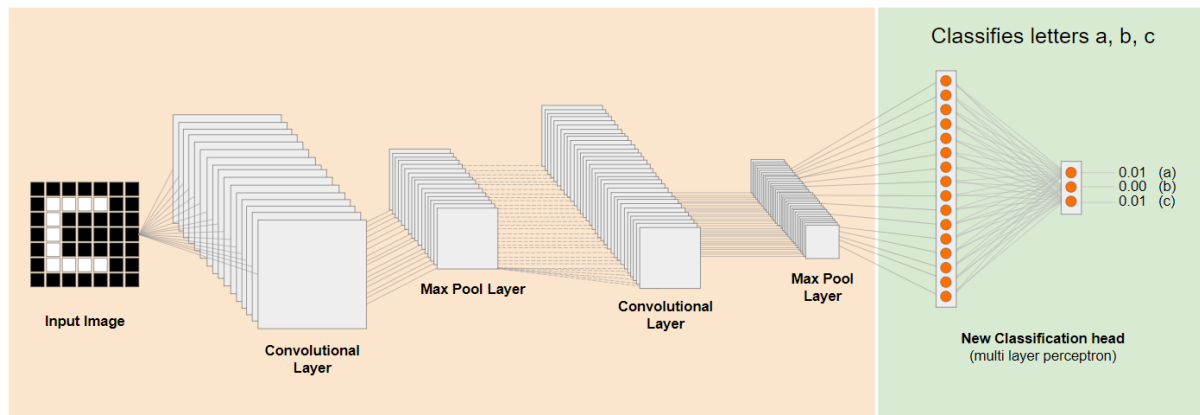 Classifies letters a, b, c
0.01 (a)
0.00 (b)
0.01 (c)
Input Image
Convolutional
Layer
Max Pool Layer
Convolutional
Layer
Max Pool
Layer
New Classification head
(multi layer perceptron)